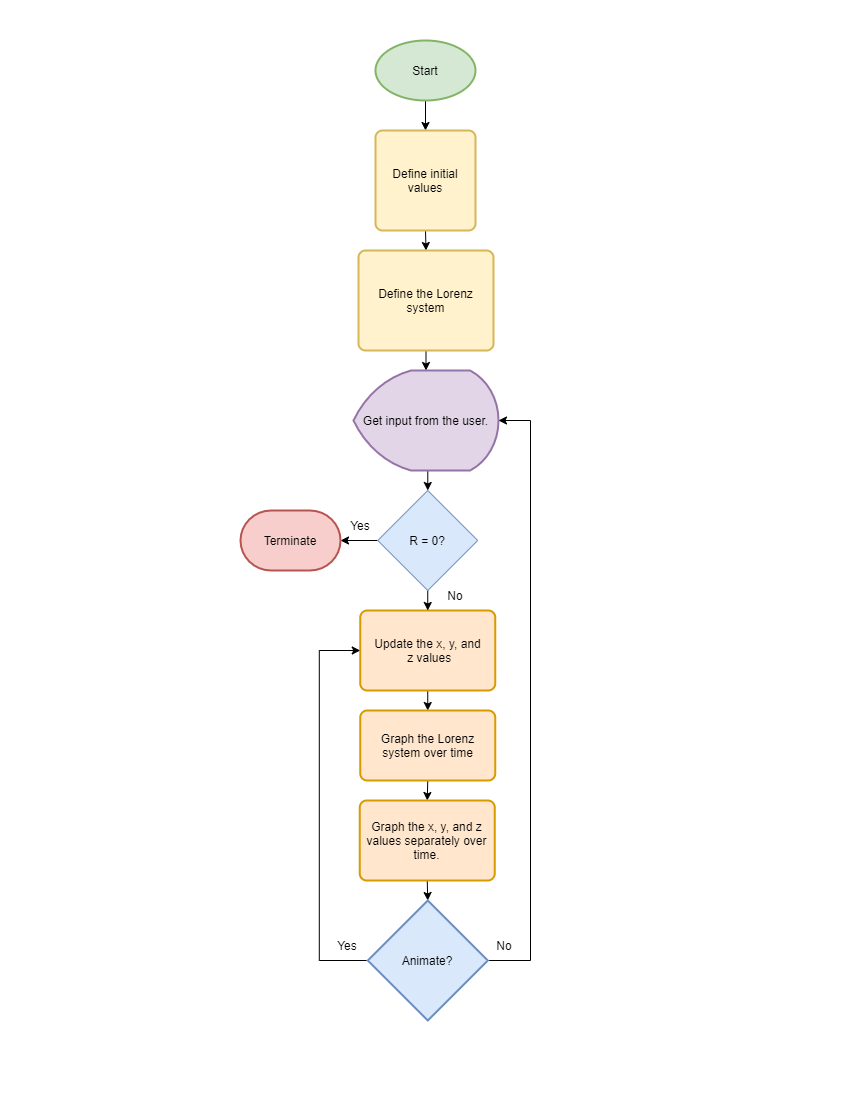 Start
Define initial
values
Define the Lorenz
system
Get input from the user.
Yes
Terminate
R = 0?
No
Update the x, y, and
z values
Graph the Lorenz
system over time
Graph the x, y, and z
values separately over
time.
Yes
No
Animate?